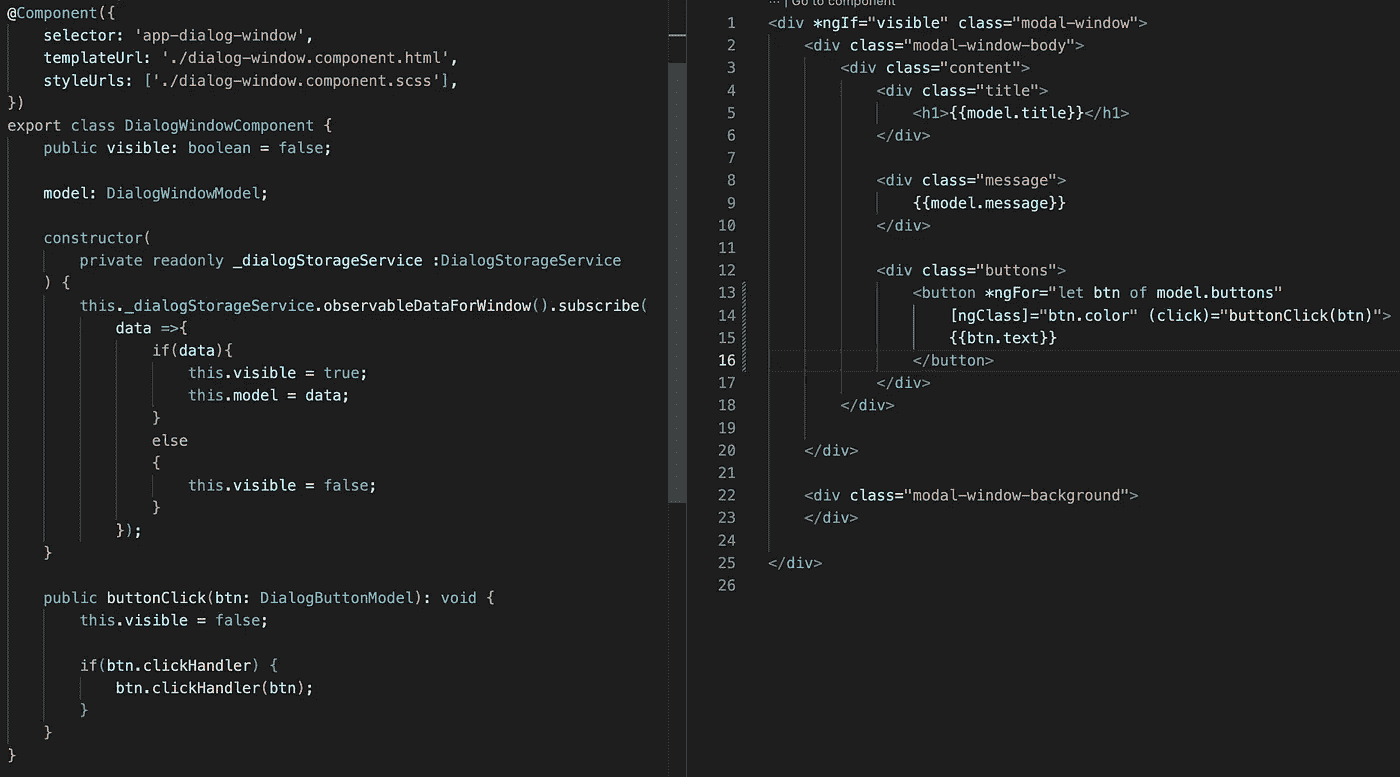 @Component({
    selector: 'app-dialog-window',
    templateUrl: './dialog-window.component.html',
    styleUrls: ['./dialog-window.component.scss'],
})
export class DialogWindowComponent {
    public visible: boolean = false;

    model: DialogWindowModel;

    constructor(
        private readonly _dialogStorageService :DialogStorageService
    ) {
        this._dialogStorageService.observableDataForWindow().subscribe(
            data =>{
                if(data){
                    this.visible = true;
                    this.model = data;
                }
                else
                {
                    this.visible = false;
                }
            });
    }

    public buttonClick(btn: DialogButtonModel): void {
        this.visible = false;

        if(btn.clickHandler) {
            btn.clickHandler(btn);
        }
    }
}
... | Go to component
1 <div *ngIf="visible" class="modal-window">
2     <div class="modal-window-body">
3         <div class="content">
4             <div class="title">
5                 <h1>{{model.title}}</h1>
6             </div>
7
8             <div class="message">
9                 {{model.message}}
10             </div>
11
12             <div class="buttons">
13                 <button *ngFor="let btn of model.buttons"
14                     [ngClass]="btn.color" (click)="buttonClick(btn)">
15                     {{btn.text}}
16                 </button>
17             </div>
18         </div>
19
20     </div>
21
22     <div class="modal-window-background">
23     </div>
24
25 </div>
26